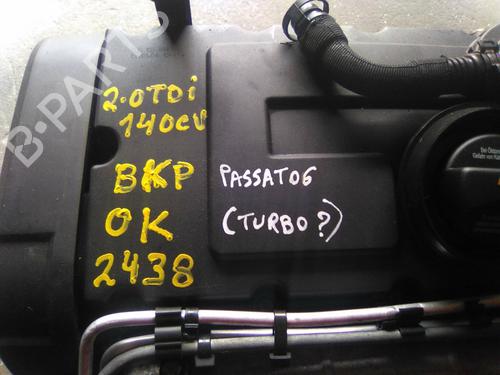 B-PARTS
2.0TDi
140CV
BKP
OK
2438
PASSAT06
(TURBO?)